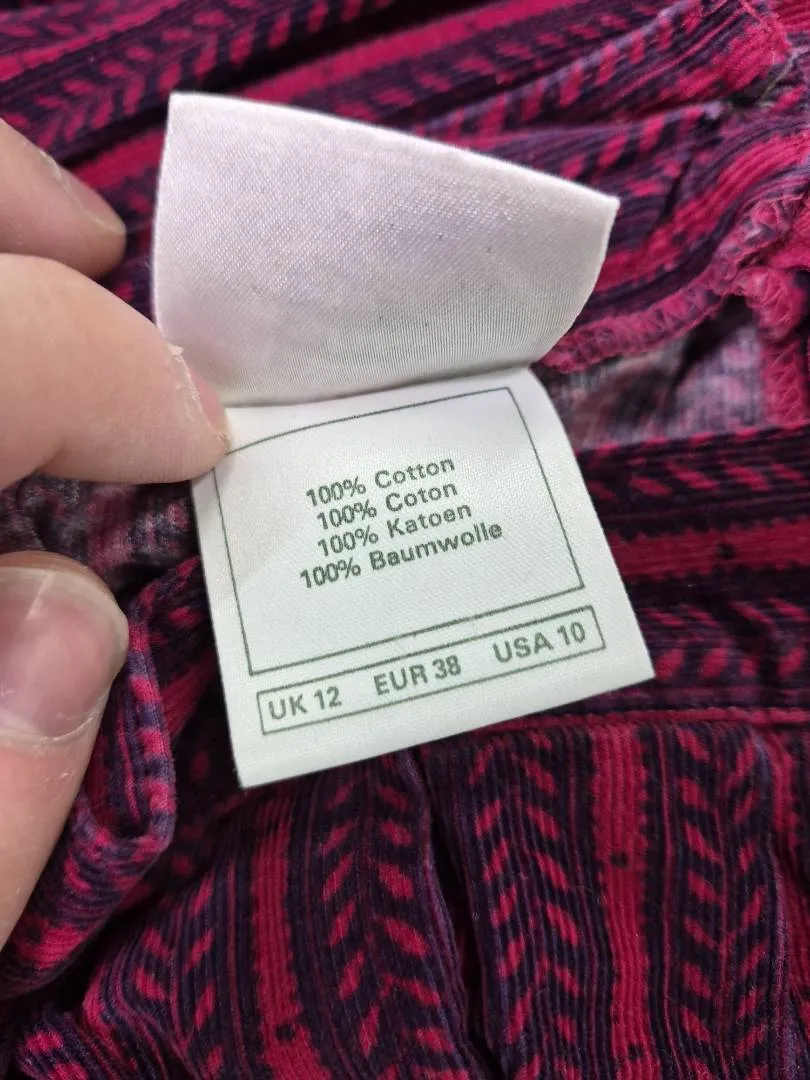 100% Cotton
100% Coton
100% Katoen
100% Baumwolle
UK 12 EUR 38 USA 10